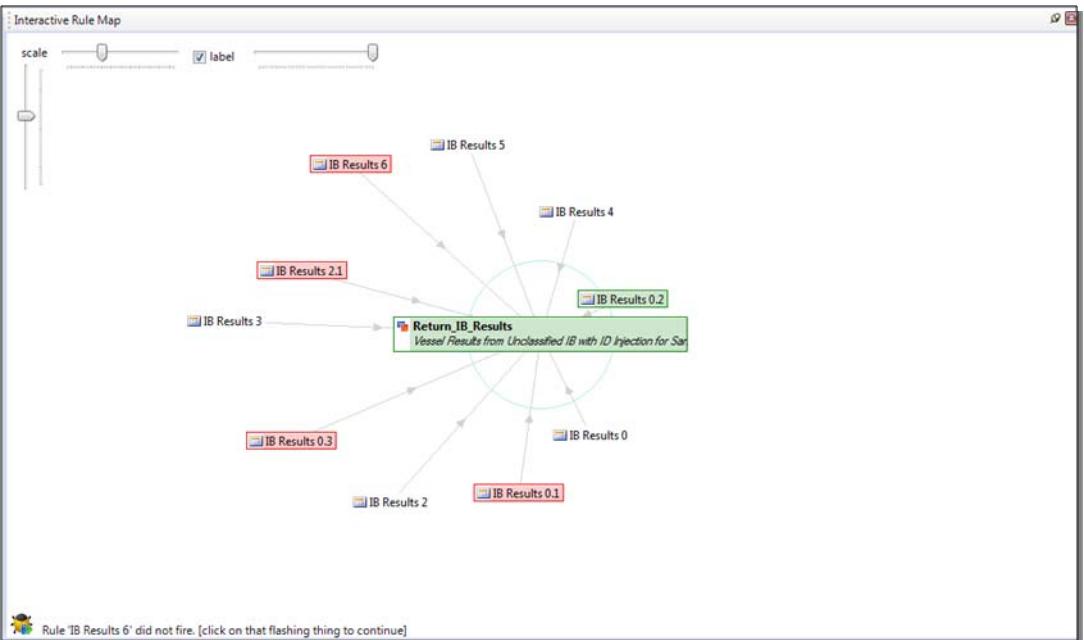 Interactive Rule Map
scale
label
IB Results 5
IB Results 6
IB Results 4
IB Results 2.1
IB Results 0.2
IB Results 3
Return_IB_Results
Vessel Results from Unclassified IB with ID Injection for Sar
IB Results 0.3
IB Results 0
IB Results 2
IB Results 0.1
Rule 'IB Results 6' did not fire. [click on that flashing thing to continue]